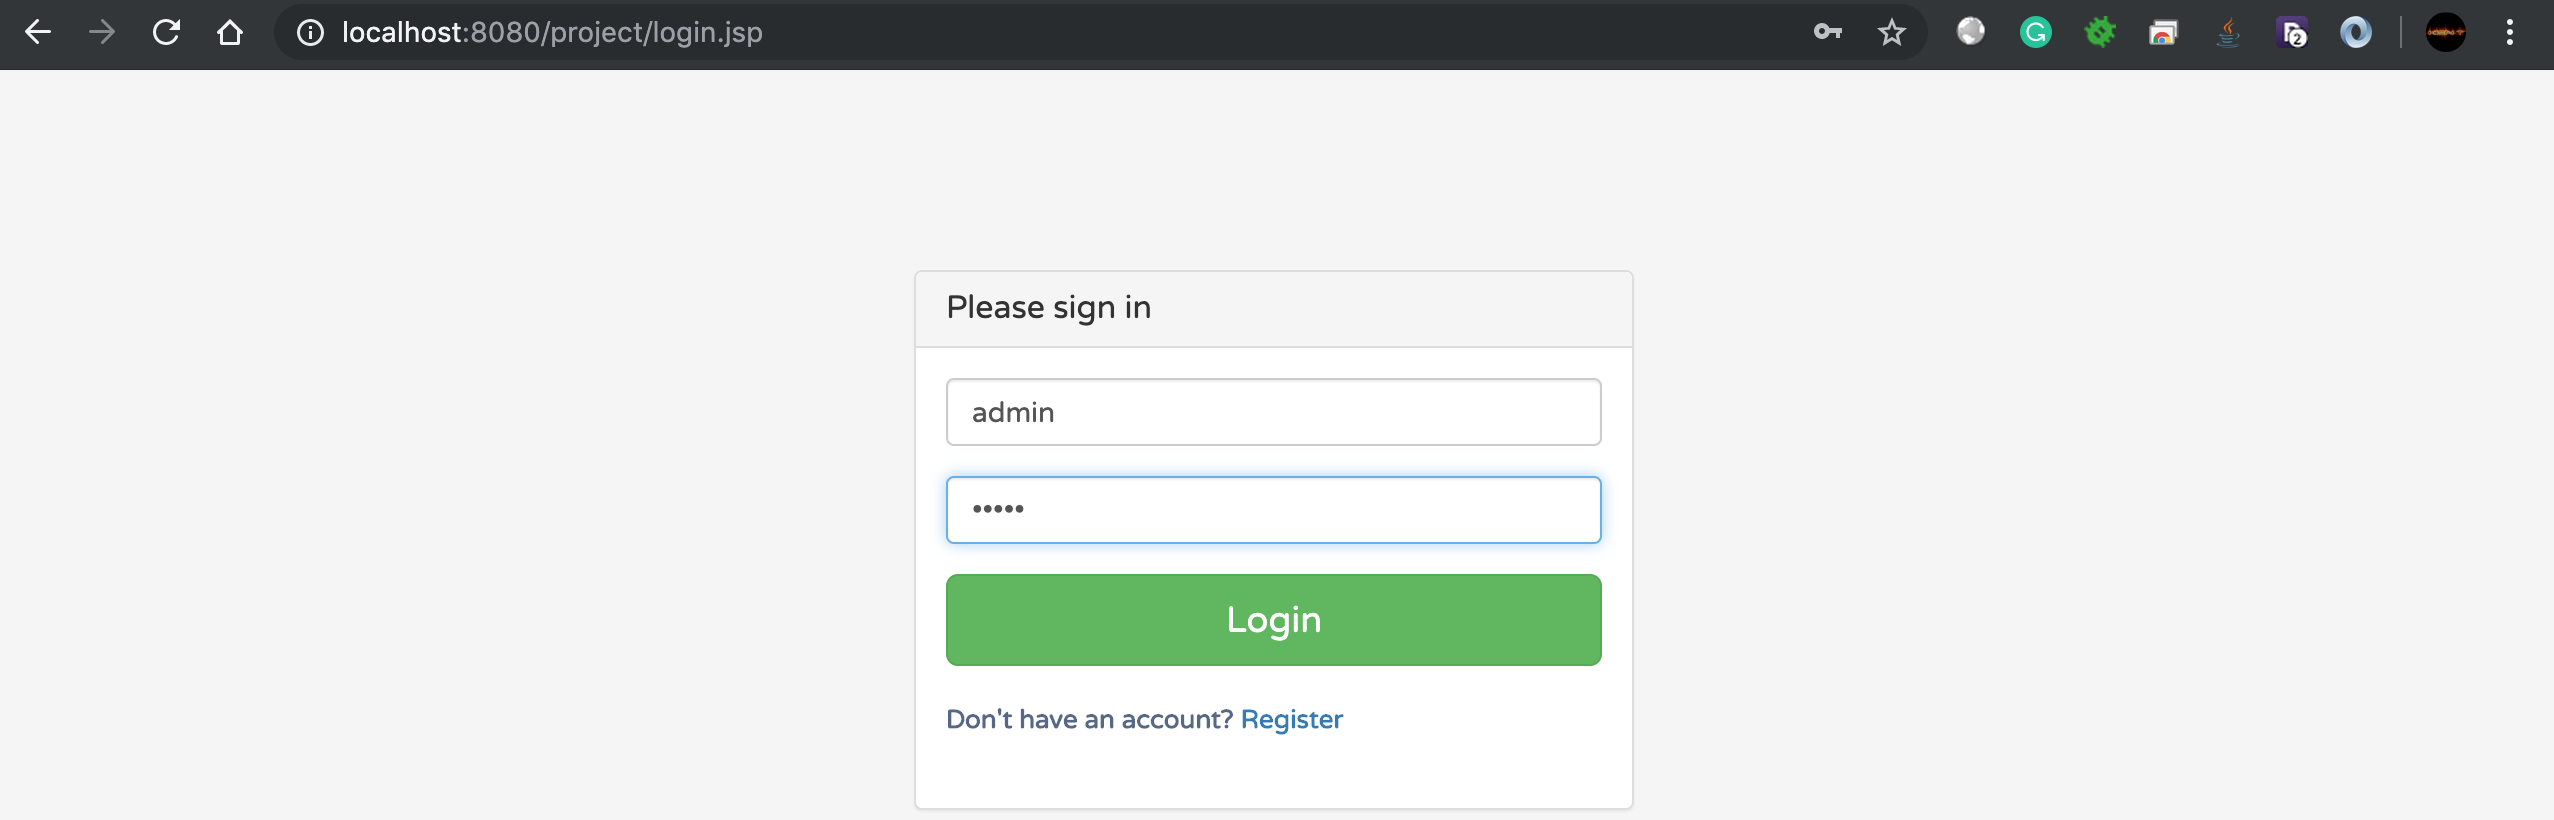 localhost:8080/project/login.jsp
Please sign in
admin
•••••
Login
Don't have an account? Register